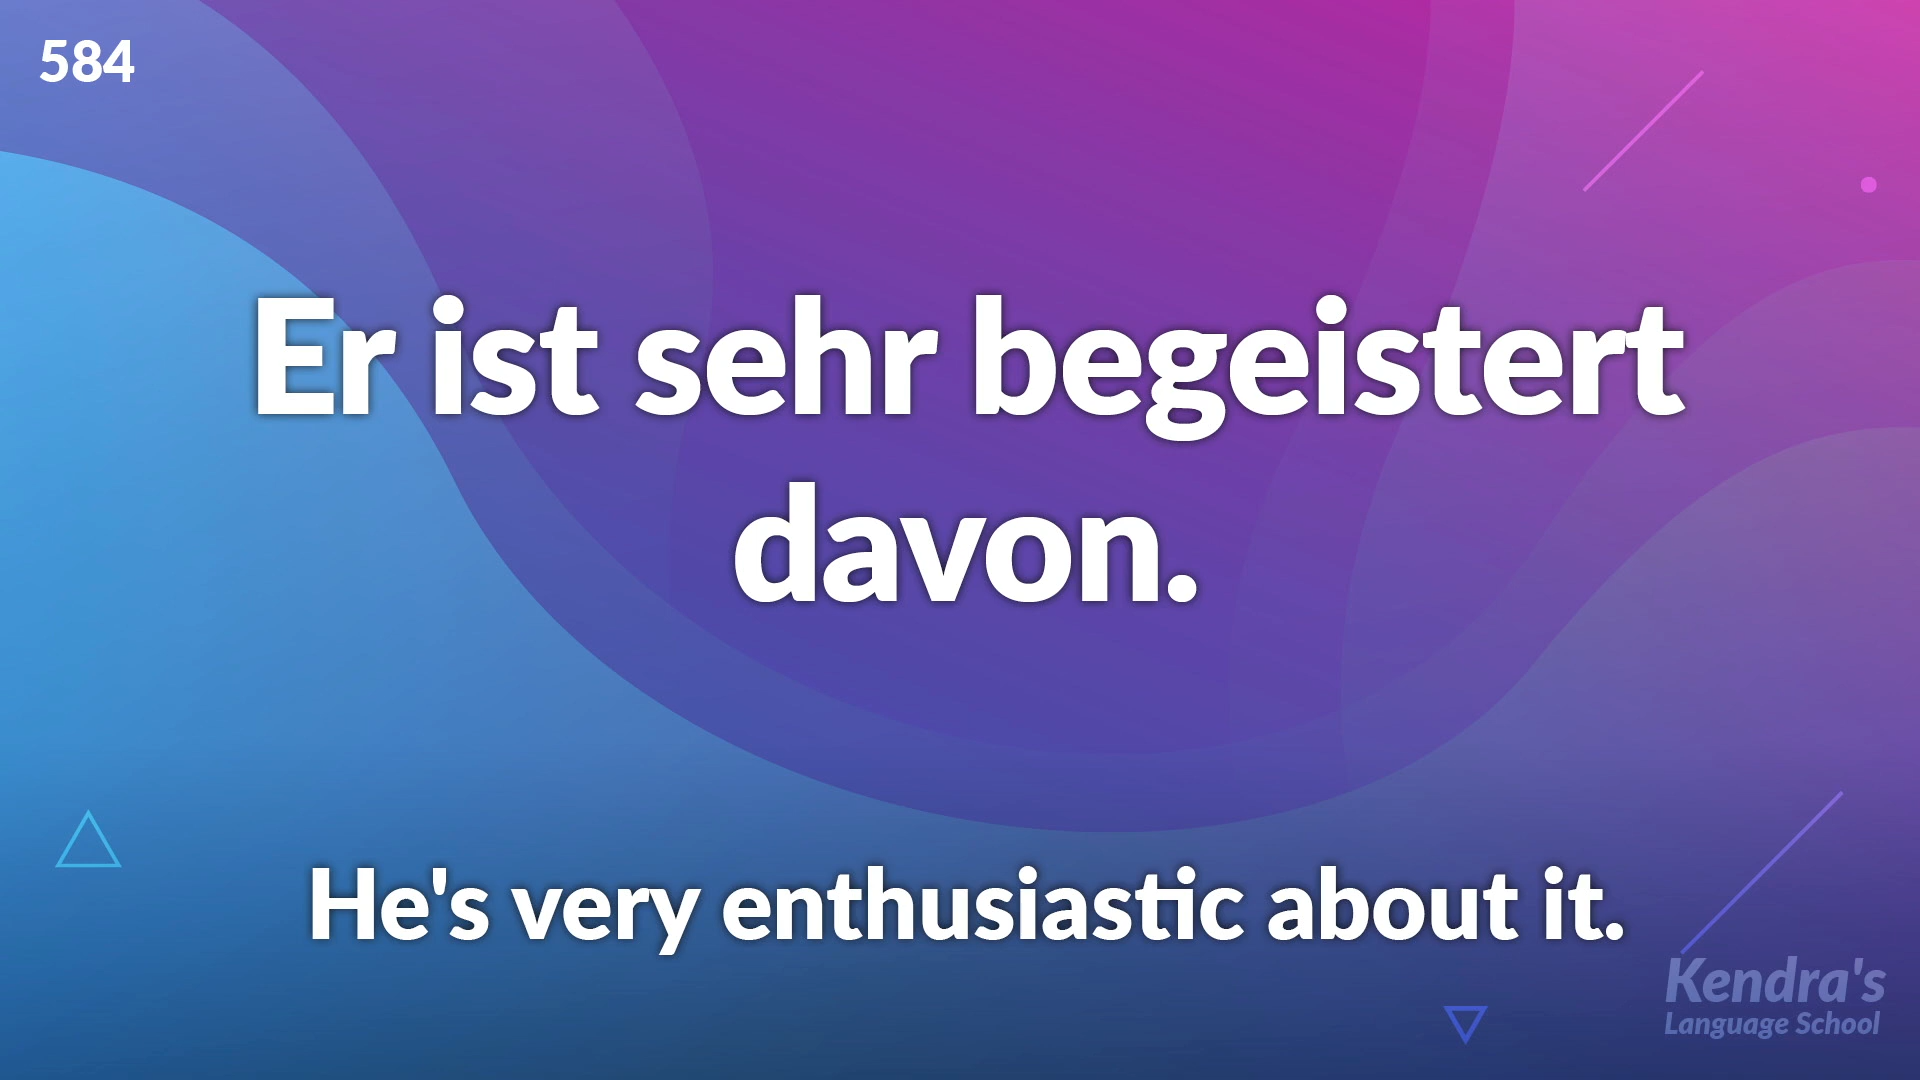 584
Er ist sehr begeistert
davon.
He's very enthusiastic about it.
Kendra's
Language School